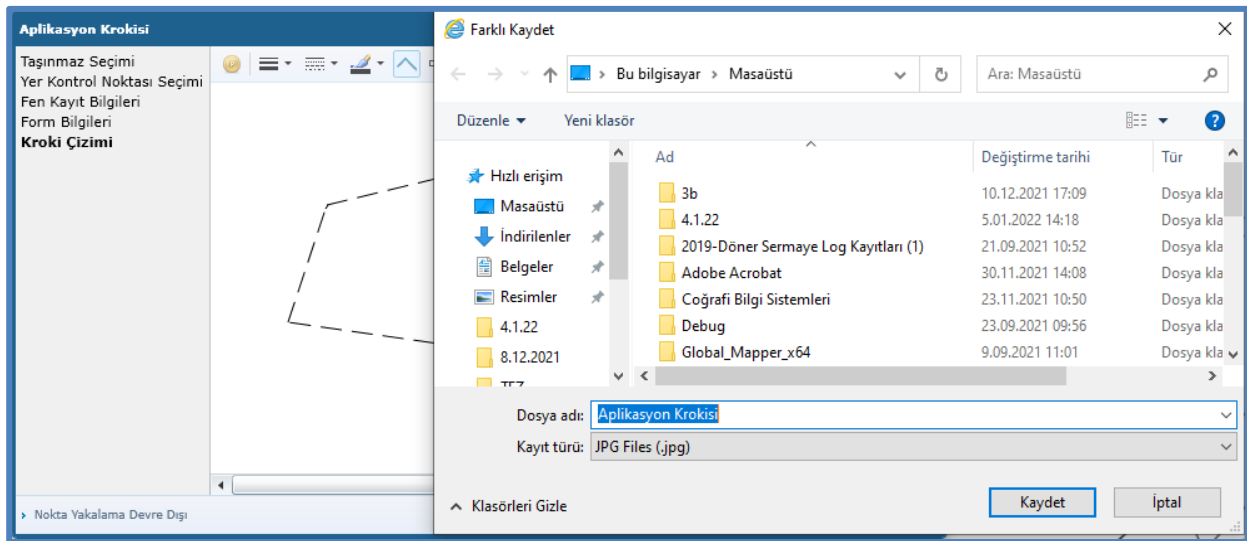 Aplikasyon Krokisi
Taşınmaz Seçimi
Yer Kontrol Noktası Seçimi
Fen Kayıt Bilgileri
Form Bilgileri
Kroki Çizimi
Nokta Yakalama Devre Dışı
Farklı Kaydet
Bu bilgisayar > Masaüstü
Ara: Masaüstü
Düzenle
Yeni klasör
Hızlı erişim
Masaüstü
İndirilenler
Belgeler
Resimler
4.1.22
8.12.2021
TEZ
Ad Değiştirme tarihi Tür
3b 10.12.2021 17:09 Dosya kla
4.1.22 5.01.2022 14:18 Dosya kla
2019-Döner Sermaye Log Kayıtları (1) 21.09.2021 10:52 Dosya kla
Adobe Acrobat 30.11.2021 14:08 Dosya kla
Coğrafi Bilgi Sistemleri 23.11.2021 10:50 Dosya kla
Debug 23.09.2021 09:56 Dosya kla
Global_Mapper_x64 9.09.2021 11:01 Dosya kla
Dosya adı: Aplikasyon Krokisi
Kayıt türü: JPG Files (.jpg)
Klasörleri Gizle
Kaydet
İptal